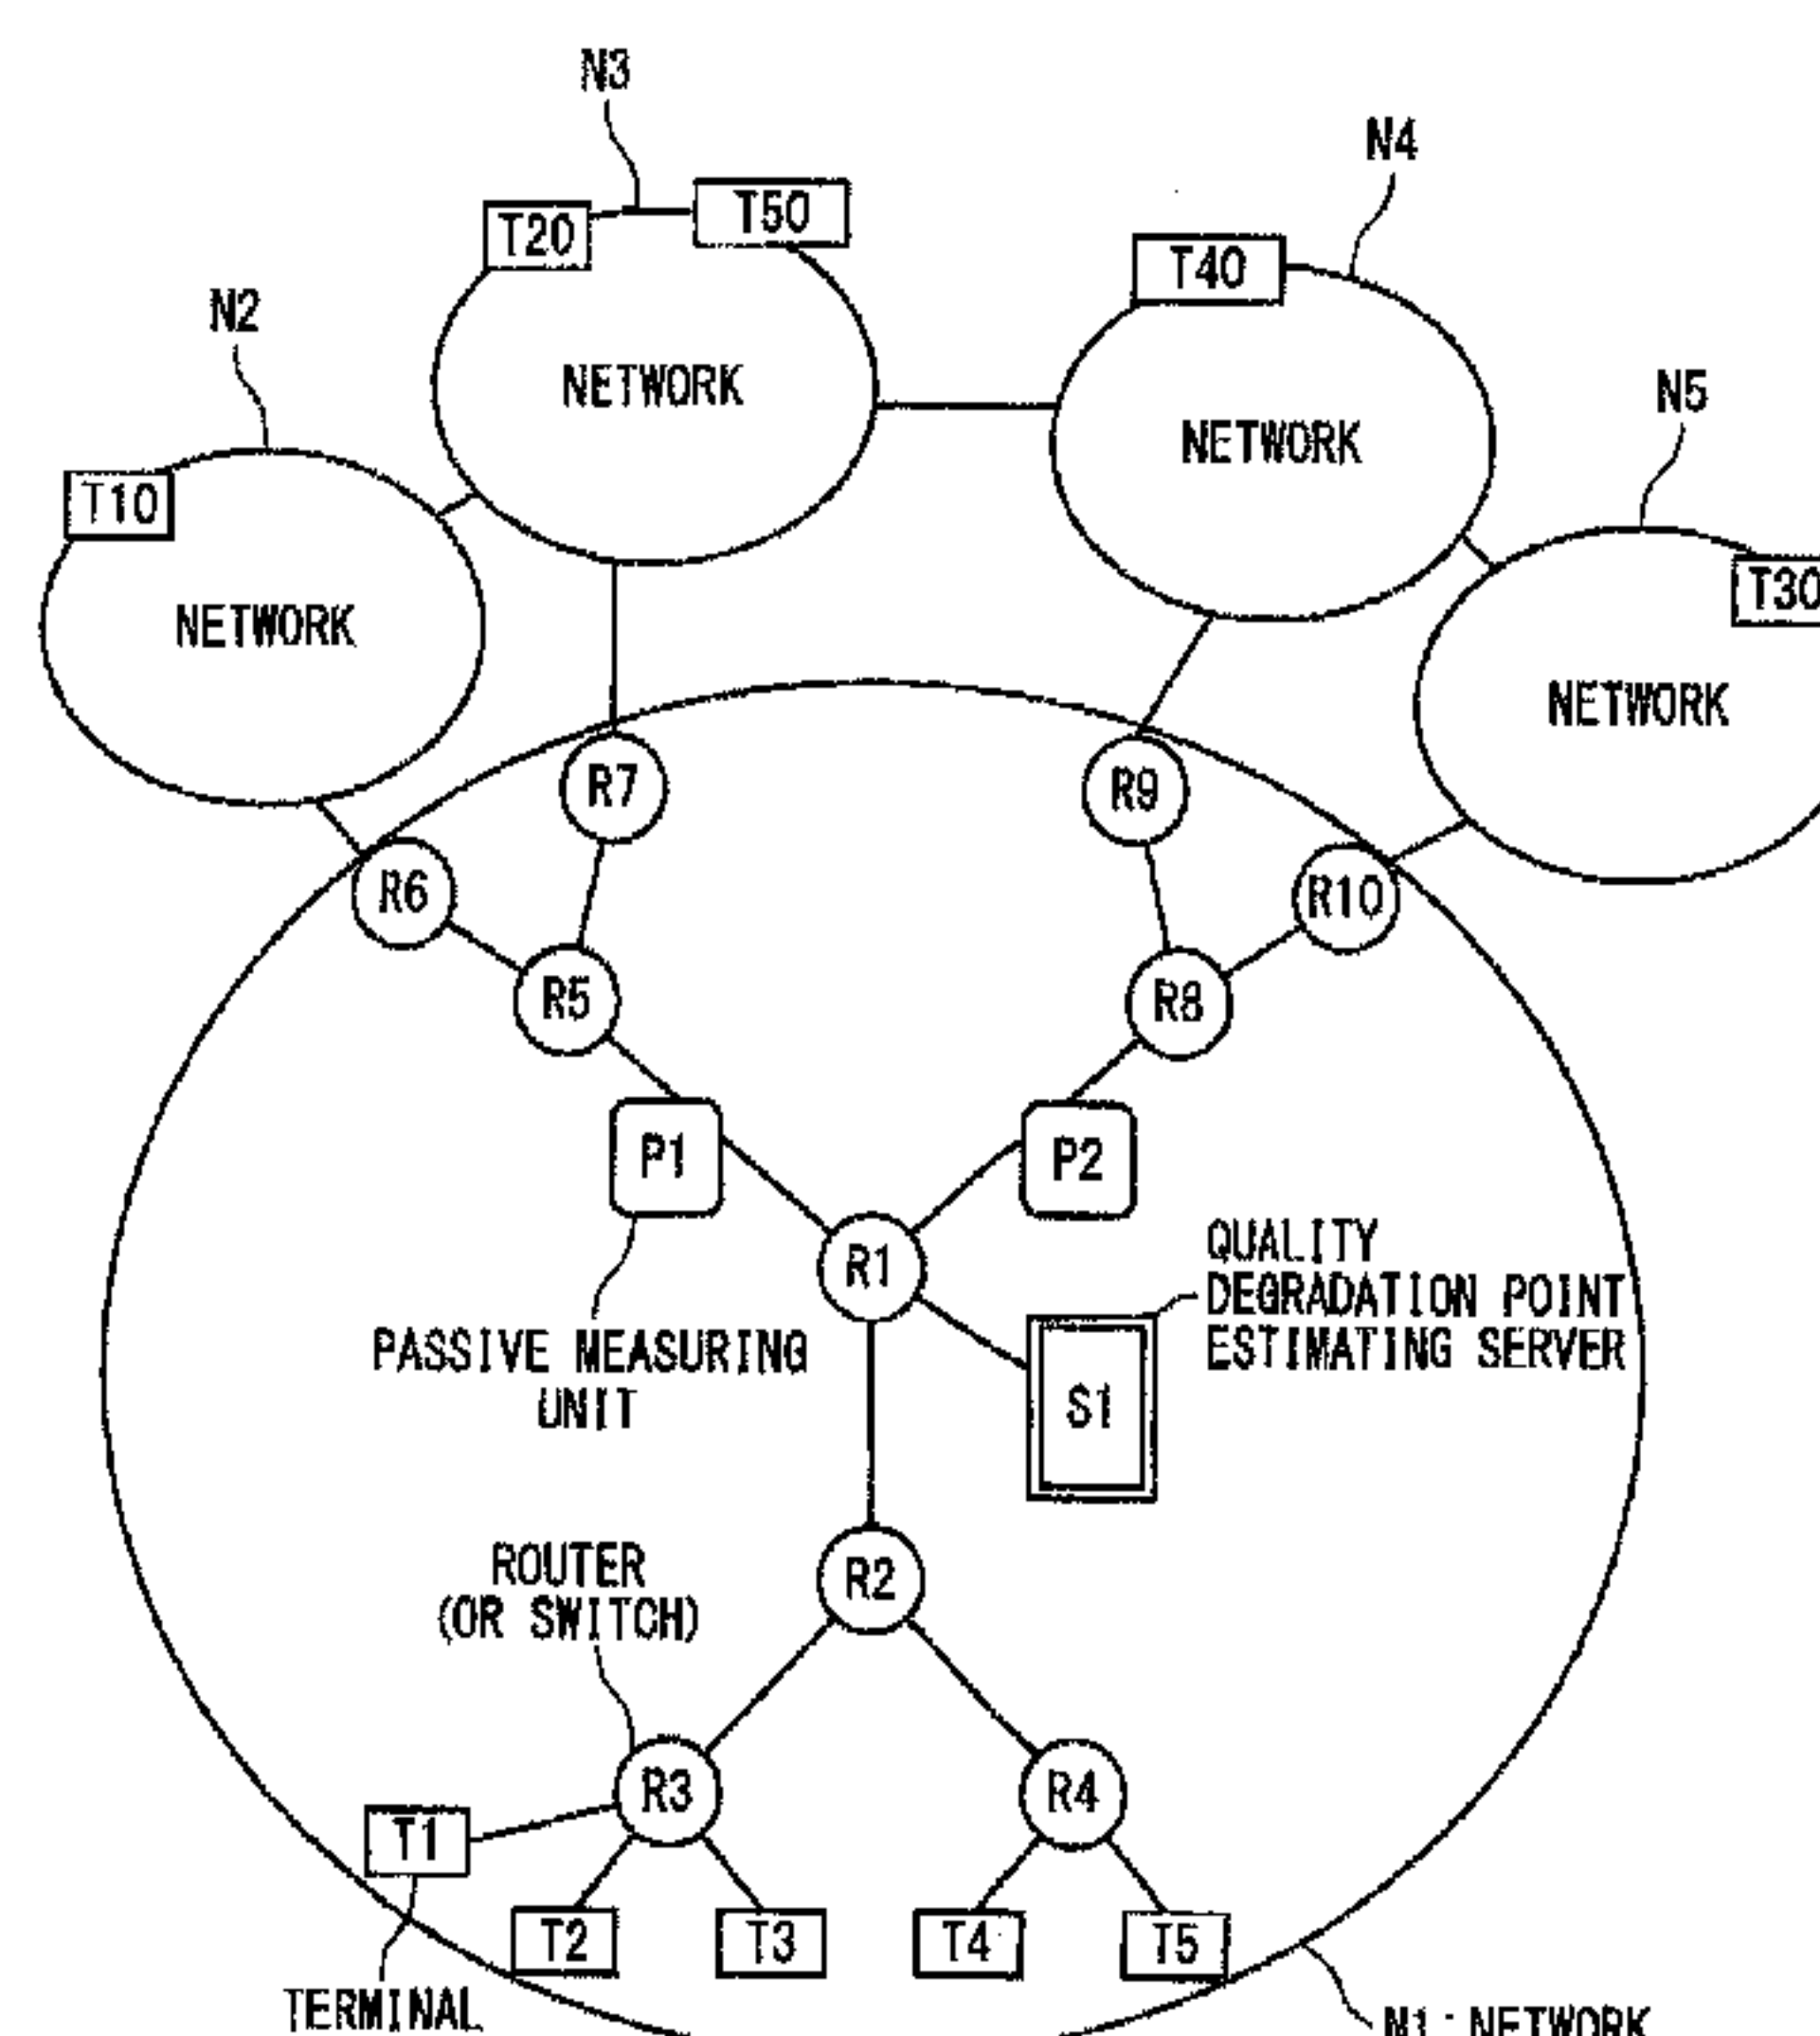 N3
N4
T20
T50
T40
N2
NETWORK
N5
NETWORK
T10
T30
NETWORK
NETWORK
R7
R9
R6
R10
R5
R8
P1
P2
R1
QUALITY
DEGRADATION POINT
ESTIMATING SERVER
PASSIVE MEASURING
UNIT
S1
ROUTER
(OR SWITCH)
R2
R3
R4
T1
T2
T3
T4
T5
TERMINAL
N1:NETWORK